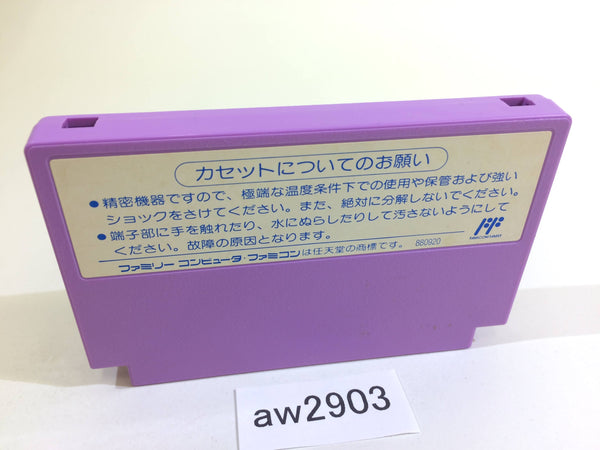 カセットについてのお願い
●精密機器ですので、極端な温度条件下での使用や保管および強い
ショックをさけてください。また、絶対に分解しないでください。
●端子部に手を触れたり、水にぬらしたりして汚さないようにして
ください。故障の原因となります。
880920
ファミリーコンピュータ・ファミコンは任天堂の商標です。
aw2903